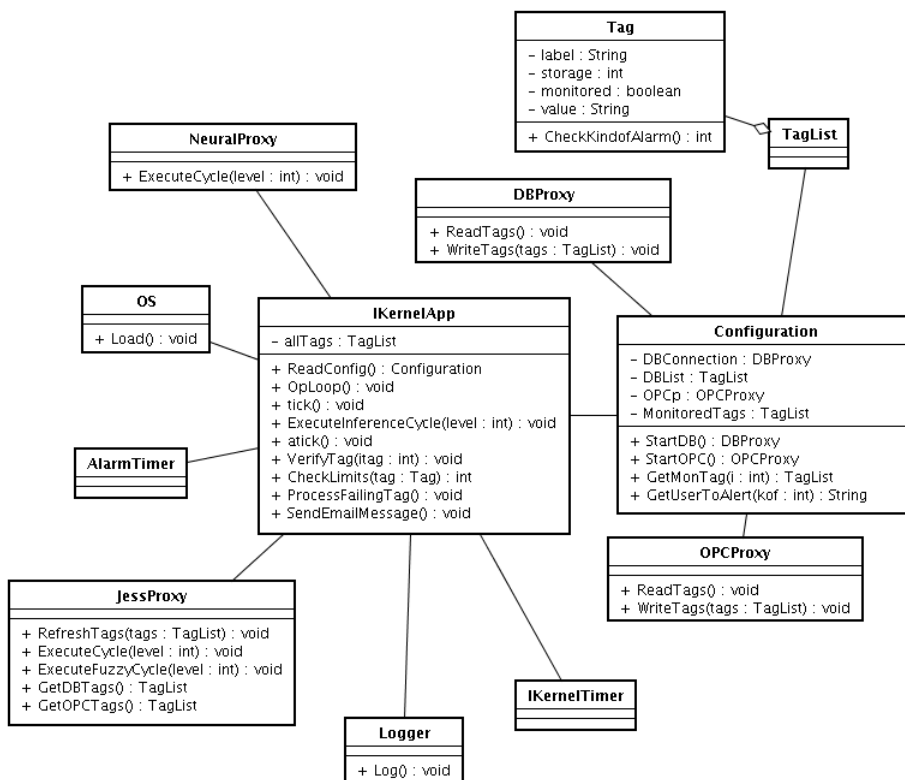 Tag
– label : String
– storage : int
– monitored : boolean
– value : String
+ CheckKindofAlarm() : int
TagList
NeuralProxy
+ ExecuteCycle(level : int) : void
DBProxy
+ ReadTags() : void
+ WriteTags(tags : TagList) : void
OS
+ Load() : void
IKernelApp
– allTags : TagList
+ ReadConfig() : Configuration
+ OpLoop() : void
+ tick() : void
+ ExecuteInferenceCycle(level : int) : void
+ atick() : void
+ VerifyTag(itag : int) : void
+ CheckLimits(tag : Tag) : int
+ ProcessFailingTag() : void
+ SendEmailMessage() : void
Configuration
– DBConnection : DBProxy
– DBList : TagList
– OPCp : OPCProxy
– MonitoredTags : TagList
+ StartDB() : DBProxy
+ StartOPC() : OPCProxy
+ GetMonTag(i : int) : TagList
+ GetUserToAlert(kof : int) : String
AlarmTimer
OPCProxy
+ ReadTags() : void
+ WriteTags(tags : TagList) : void
JessProxy
+ RefreshTags(tags : TagList) : void
+ ExecuteCycle(level : int) : void
+ ExecuteFuzzyCycle(level : int) : void
+ GetDBTags() : TagList
+ GetOPCTags() : TagList
IKernelTimer
Logger
+ Log() : void